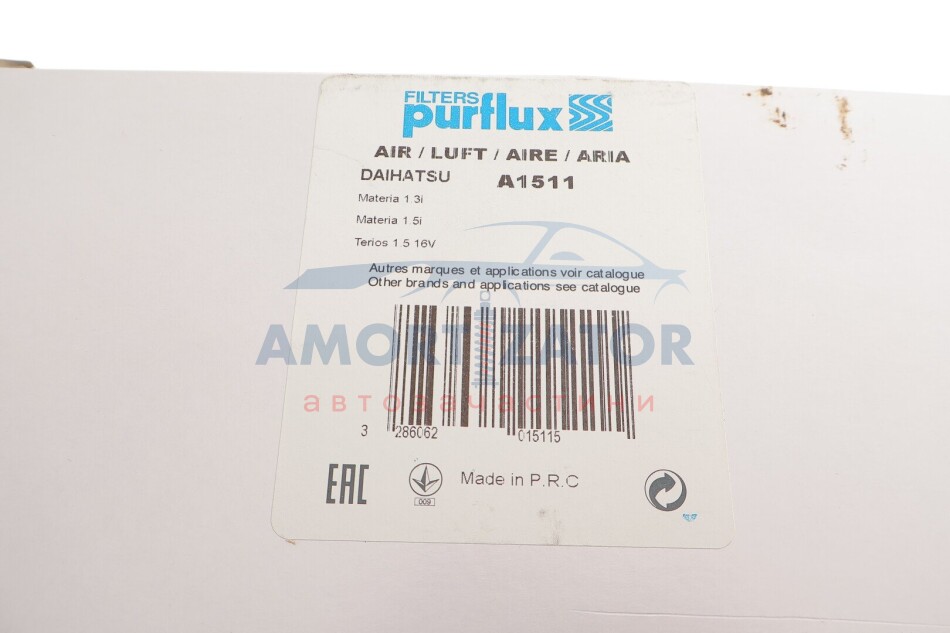 FILTERS
purflux
AIR / LUFT / AIRE / ARIA
DAIHATSU A1511
Materia 1 3i
Materia 1 5i
Terios 1.5 16V
Autres marques et applications voir catalogue
Other brands and applications see catalogue
AMORTIZATOR
автозапчастини
3 286062 015115
EAC
009
Made in P.R.C